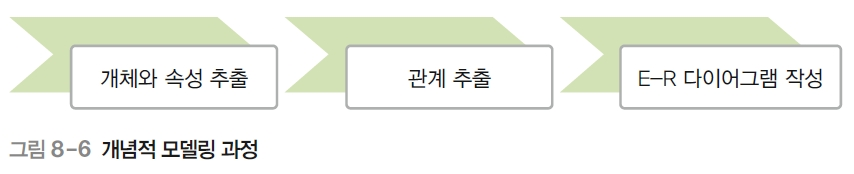 개체와 속성 추출
관계 추출
E-R 다이어그램 작성
그림 8-6 개념적 모델링 과정